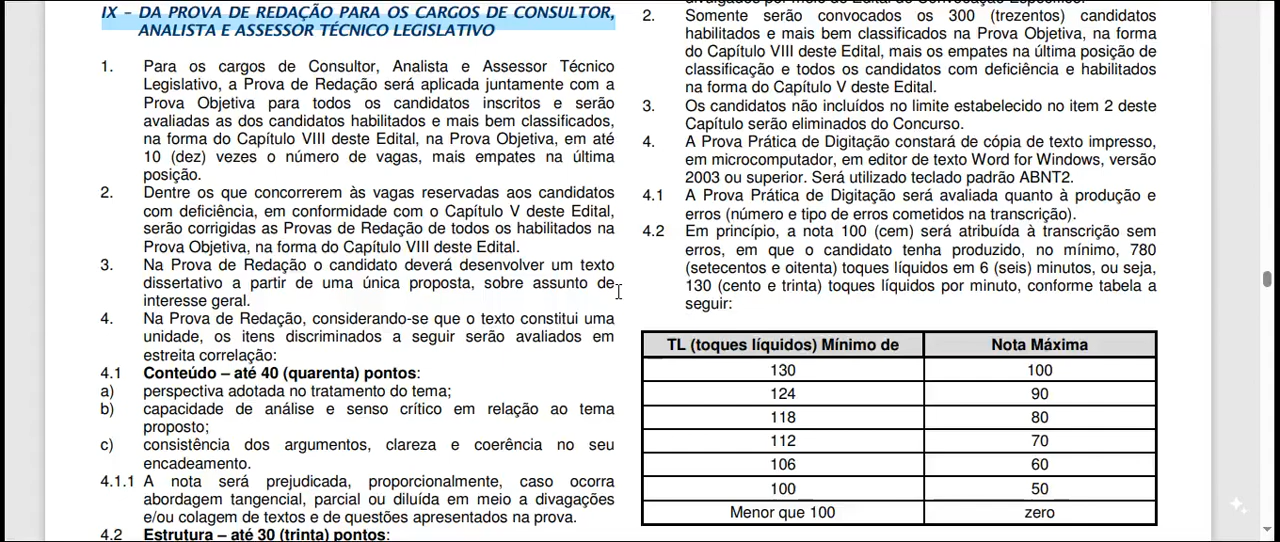 IX – DA PROVA DE REDAÇÃO PARA OS CARGOS DE CONSULTOR,
ANALISTA E ASSESSOR TÉCNICO LEGISLATIVO
1. Para os cargos de Consultor, Analista e Assessor Técnico
Legislativo, a Prova de Redação será aplicada juntamente com a
Prova Objetiva para todos os candidatos inscritos e serão
avaliadas as dos candidatos habilitados e mais bem classificados,
na forma do Capítulo VIII deste Edital, na Prova Objetiva, em até
10 (dez) vezes o número de vagas, mais empates na última
posição.
2. Dentre os que concorrerem às vagas reservadas aos candidatos
com deficiência, em conformidade com o Capítulo V deste Edital,
serão corrigidas as Provas de Redação de todos os habilitados na
Prova Objetiva, na forma do Capítulo VIII deste Edital.
3. Na Prova de Redação o candidato deverá desenvolver um texto
dissertativo a partir de uma única proposta, sobre assunto de
interesse geral.
4. Na Prova de Redação, considerando-se que o texto constitui uma
unidade, os itens discriminados a seguir serão avaliados em
estreita correlação:
4.1 Conteúdo – até 40 (quarenta) pontos:
a) perspectiva adotada no tratamento do tema;
b) capacidade de análise e senso crítico em relação ao tema
proposto;
c) consistência dos argumentos, clareza e coerência no seu
encadeamento.
4.1.1 A nota será prejudicada, proporcionalmente, caso ocorra
abordagem tangencial, parcial ou diluída em meio a divagações
e/ou colagem de textos e de questões apresentados na prova.
4.2 Estrutura – até 30 (trinta) pontos:
2. Somente serão convocados os 300 (trezentos) candidatos
habilitados e mais bem classificados na Prova Objetiva, na forma
do Capítulo VIII deste Edital, mais os empates na última posição de
classificação e todos os candidatos com deficiência e habilitados
na forma do Capítulo V deste Edital.
3. Os candidatos não incluídos no limite estabelecido no item 2 deste
Capítulo serão eliminados do Concurso.
4. A Prova Prática de Digitação constará de cópia de texto impresso,
em microcomputador, em editor de texto Word for Windows, versão
2003 ou superior. Será utilizado teclado padrão ABNT2.
4.1 A Prova Prática de Digitação será avaliada quanto à produção e
erros (número e tipo de erros cometidos na transcrição).
4.2 Em princípio, a nota 100 (cem) será atribuída à transcrição sem
erros, em que o candidato tenha produzido, no mínimo, 780
(setecentos e oitenta) toques líquidos em 6 (seis) minutos, ou seja,
130 (cento e trinta) toques líquidos por minuto, conforme tabela a
seguir:
TL (toques líquidos) Mínimo de Nota Máxima
130 100
124 90
118 80
112 70
106 60
100 50
Menor que 100 zero